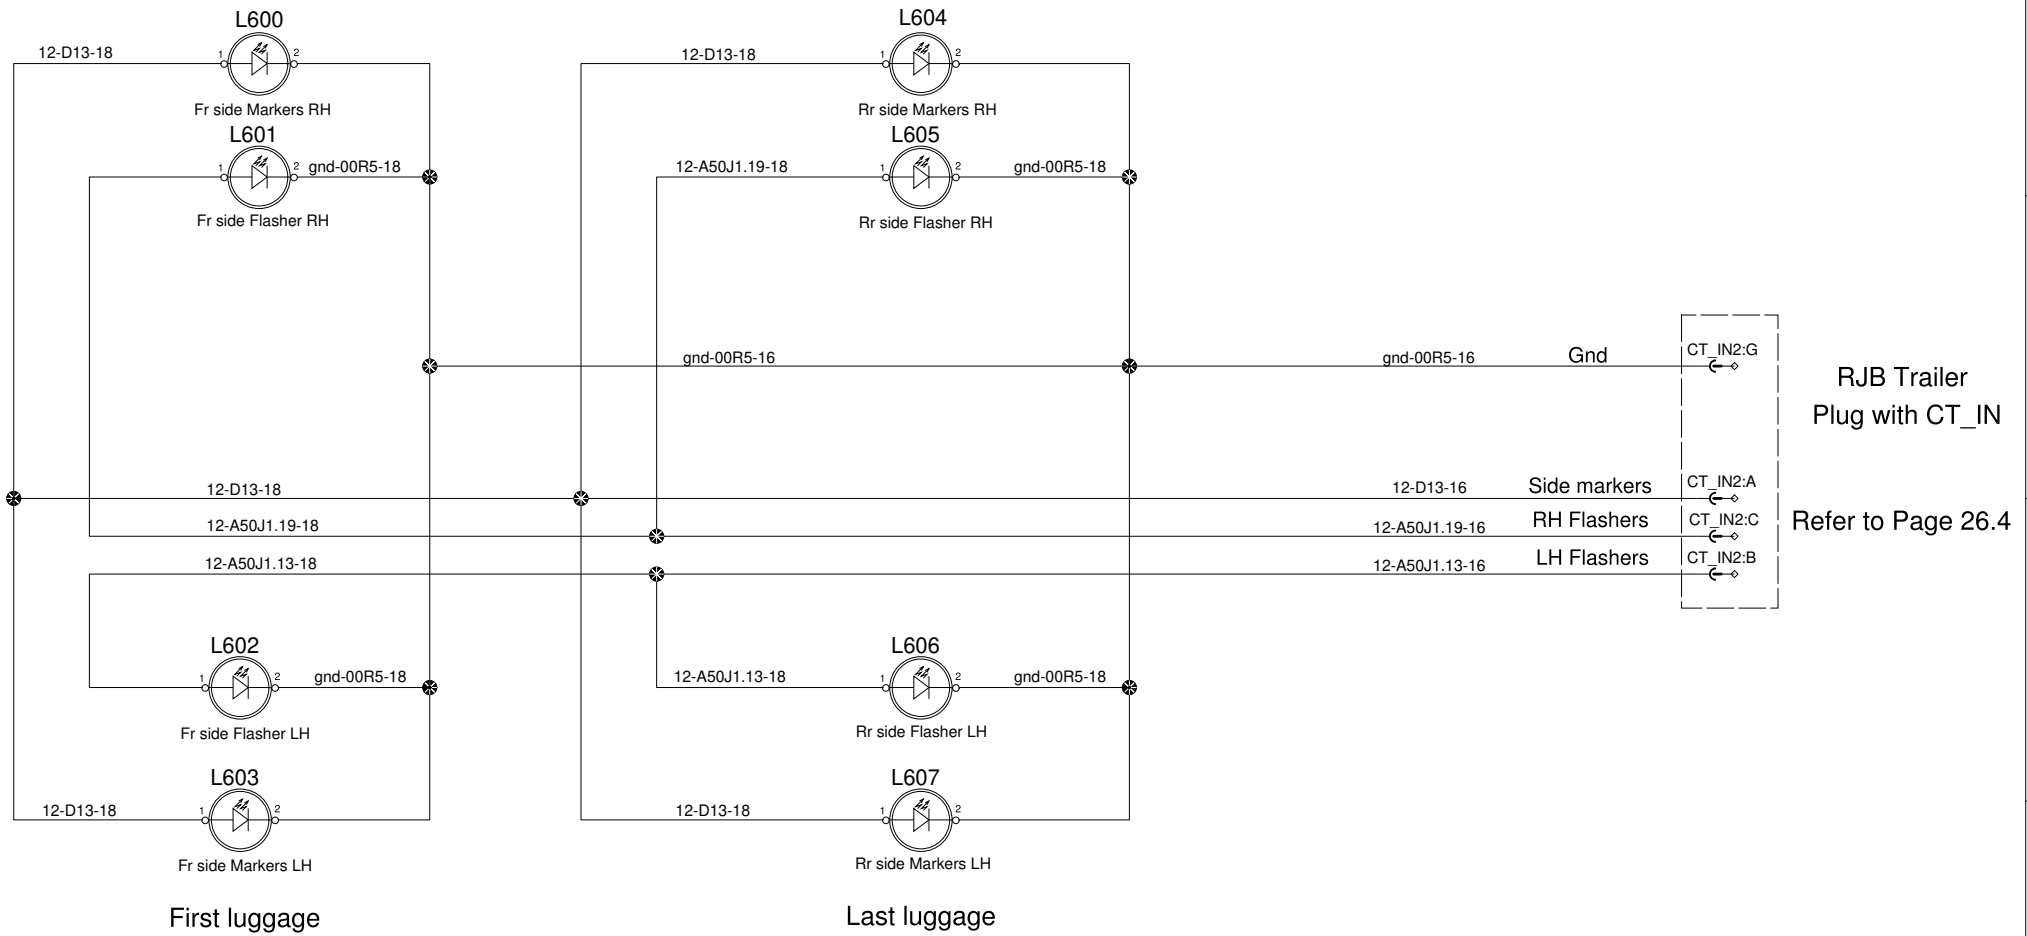 L600
12-D13-18
1
2
Fr side Markers RH
L601
1
2
gnd-00R5-18
Fr side Flasher RH
L604
12-D13-18
1
2
Rr side Markers RH
L605
12-A50J1.19-18
1
2
gnd-00R5-18
Rr side Flasher RH
gnd-00R5-16
gnd-00R5-16
Gnd
CT_IN2:G
RJB Trailer
Plug with CT_IN
12-D13-18
12-D13-16
Side markers
CT_IN2:A
12-A50J1.19-18
12-A50J1.19-16
RH Flashers
CT_IN2:C
Refer to Page 26.4
12-A50J1.13-18
12-A50J1.13-16
LH Flashers
CT_IN2:B
L602
1
2
gnd-00R5-18
Fr side Flasher LH
L603
12-D13-18
1
2
Fr side Markers LH
L606
12-A50J1.13-18
1
2
gnd-00R5-18
Rr side Flasher LH
L607
12-D13-18
1
2
Rr side Markers LH
First luggage
Last luggage